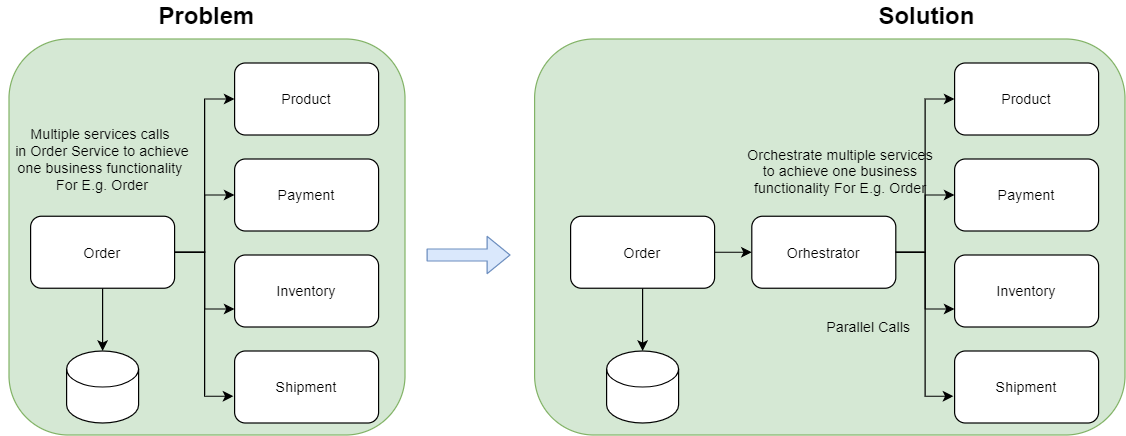 Problem
Multiple services calls
in Order Service to achieve
one business functionality
For E.g. Order
Order
Product
Payment
Inventory
Shipment
Solution
Order
Orchestrate multiple services
to achieve one business
functionality For E.g. Order
Orhestrator
Parallel Calls
Product
Payment
Inventory
Shipment